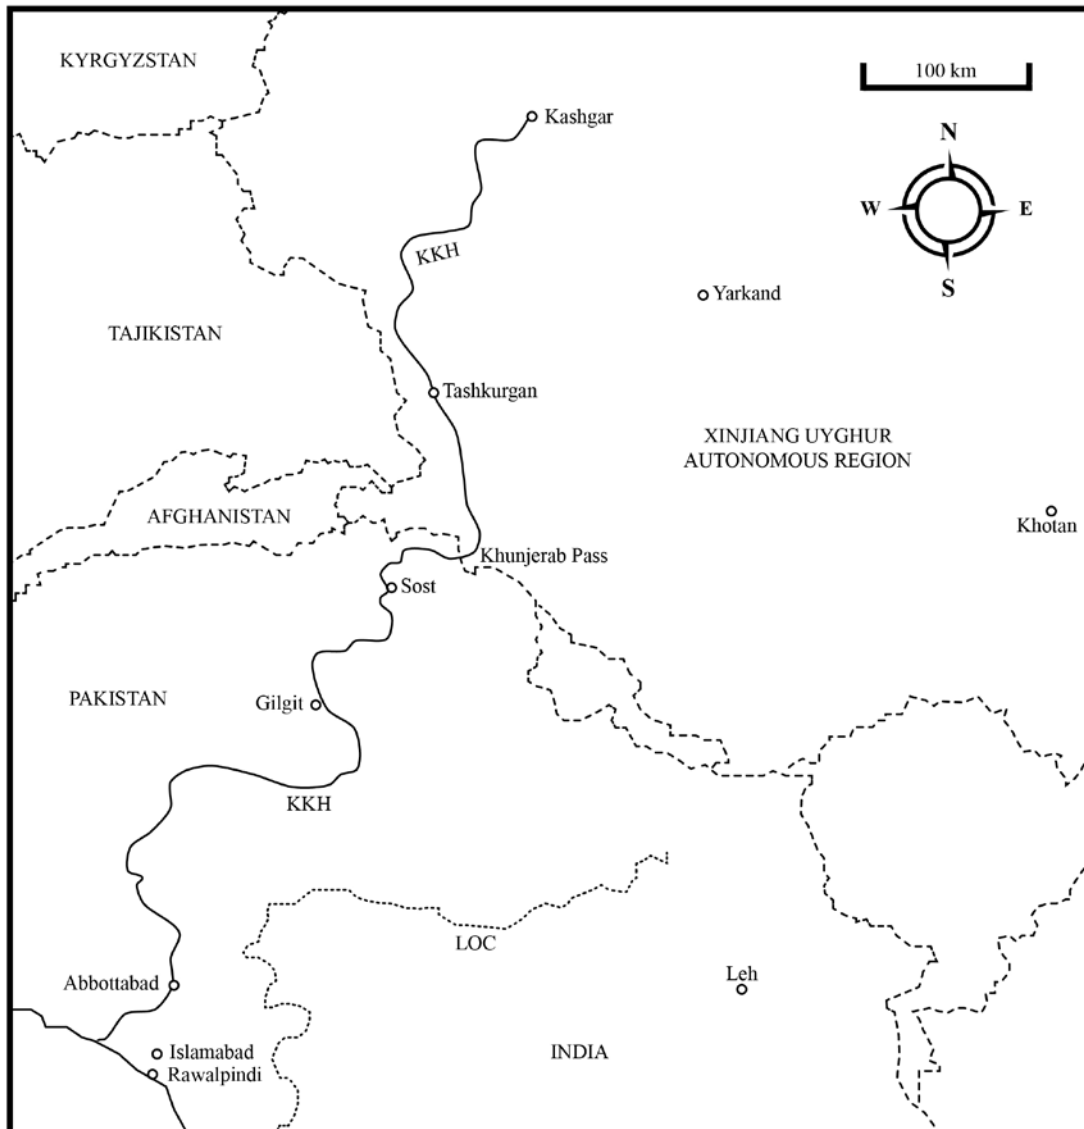 KYRGYZSTAN
100 km
Kashgar
N
W
E
S
KKH
Yarkand
TAJIKISTAN
Tashkurgan
XINJIANG UYGHUR
AUTONOMOUS REGION
AFGHANISTAN
Khotan
Khunjerab Pass
Sost
PAKISTAN
Gilgit
KKH
LOC
Abbottabad
Leh
Islamabad
INDIA
Rawalpindi